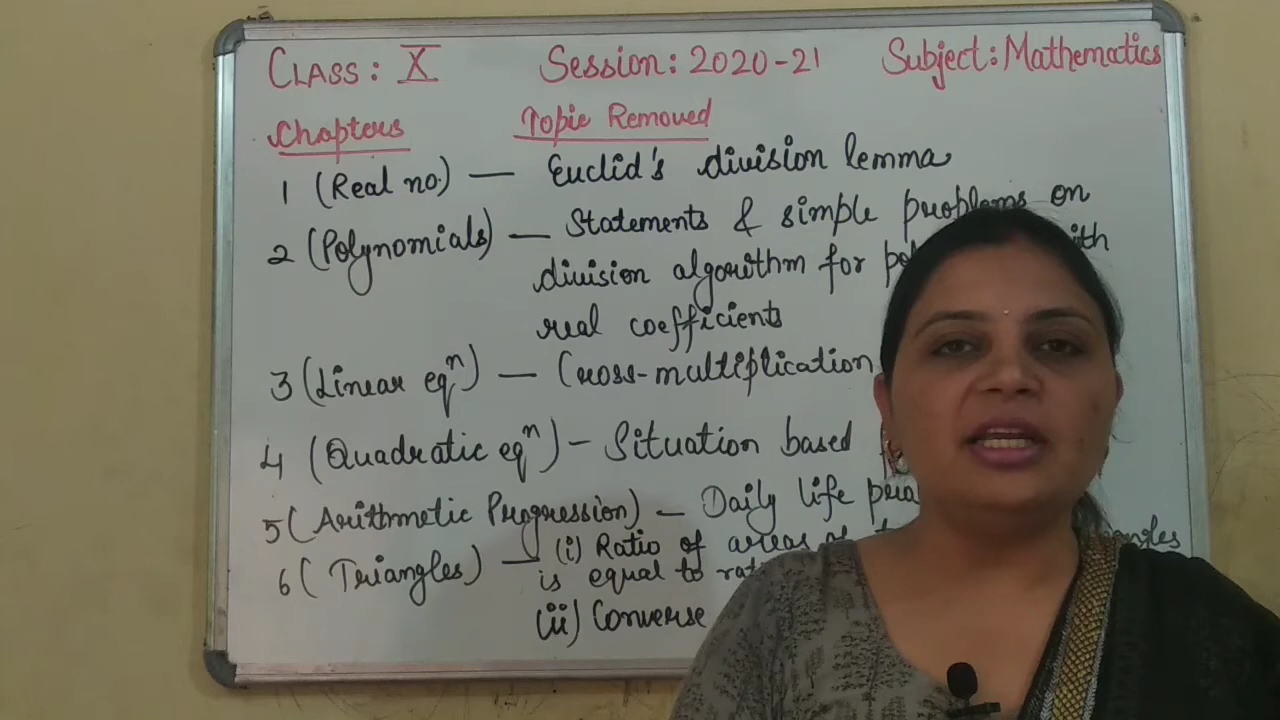 CLASS: X Session: 2020-21 Subject: Mathematics
Chapters Topic Removed
1 (Real no.) — Euclid's division lemma
2 (Polynomials) — Statements & simple problems on
division algorithm for with
real coefficients
3 (Linear eqⁿ) — Cross-multiplication
4 (Quadratic eqⁿ) - Situation based
5 (Arithmetic Progression) — Daily life
6 (Triangles) — (i) Ratio of areas of
is equal to
(ii) Converse